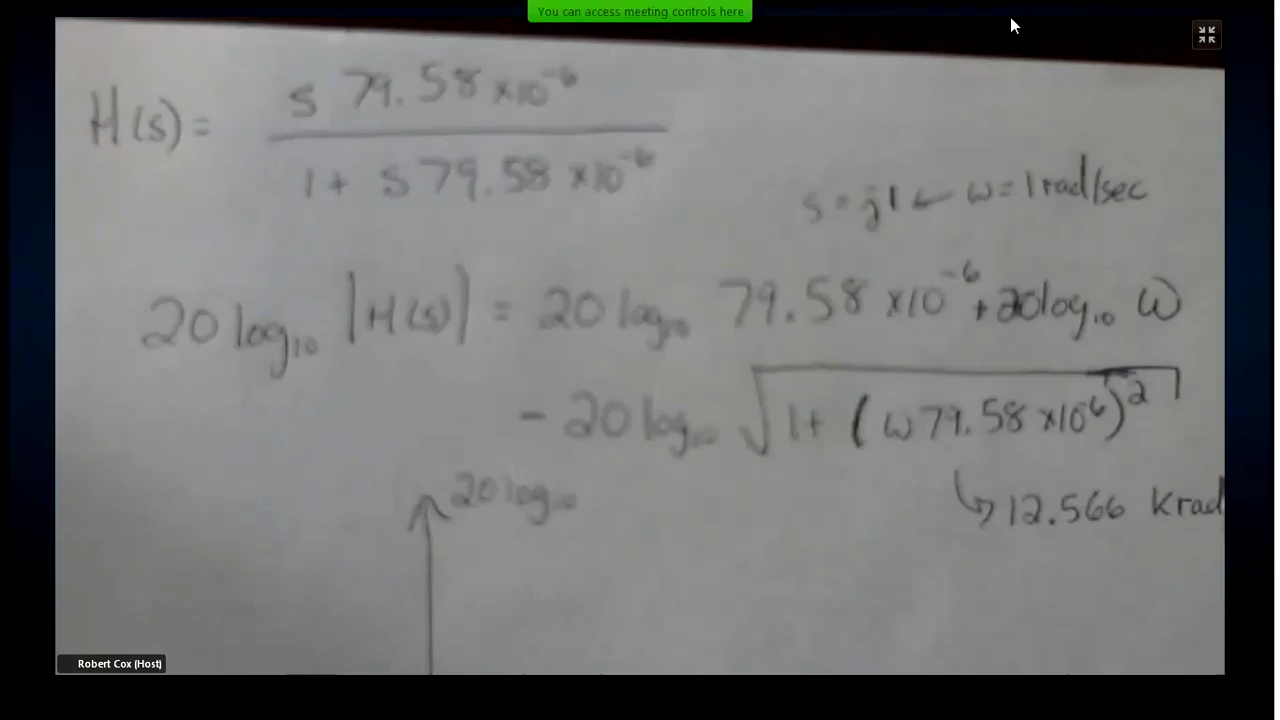 You can access meeting controls here
H(s) = s 79.58 x10^-6 / 1 + s 79.58 x10^-6
s = j1 ← ω = 1 rad/sec
20 log10 |H(s)| = 20 log10 79.58 x10^-6 + 20 log10 ω
- 20 log10 √(1 + (ω 79.58 x10^6)^2)
↳ 12.566 Krad
20 log10
Robert Cox (Host)